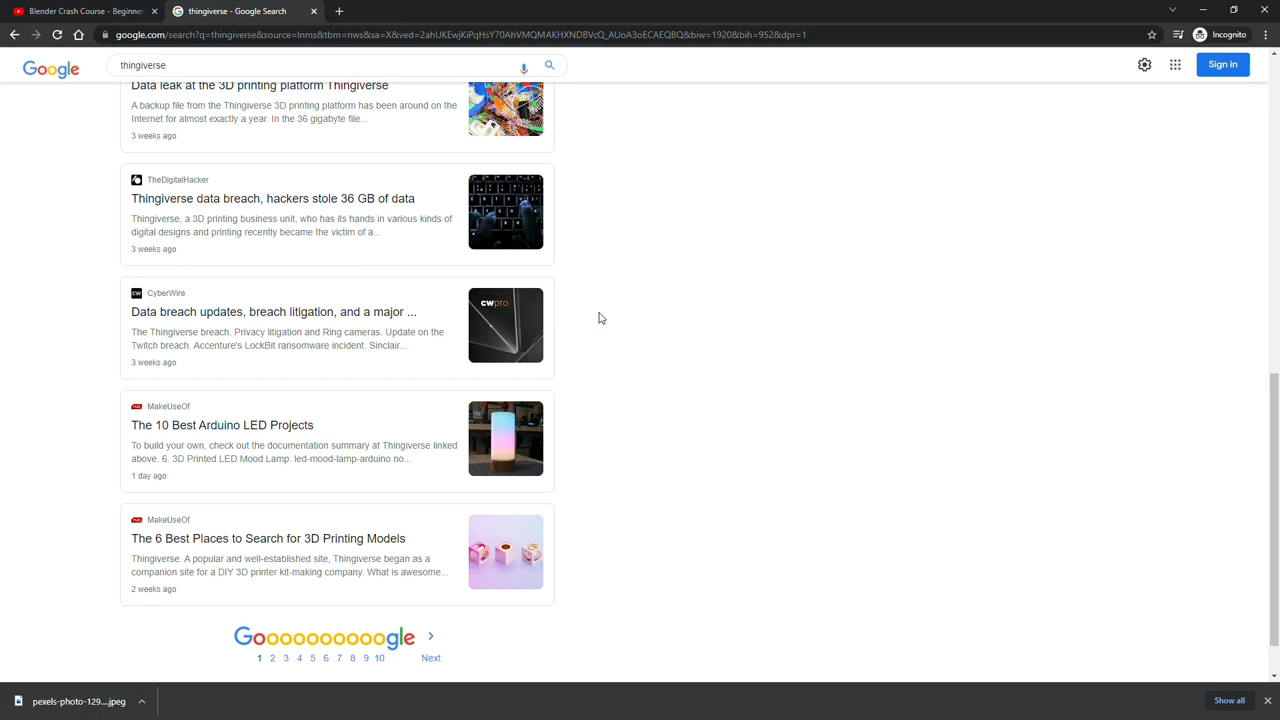 Blender Crash Course - Beginner
thingiverse - Google Search
google.com/search?q=thingiverse&source=lnms&tbm=nws&sa=X&ved=2ahUKEwjKiPqHsY70AhVMQMAKHXNDBVcQ_AUoA3oECAEQBQ&biw=1920&bih=952&dpr=1
Incognito
Google
thingiverse
Sign in
Data leak at the 3D printing platform Thingiverse
A backup file from the Thingiverse 3D printing platform has been around on the
Internet for almost exactly a year. In the 36 gigabyte file...
3 weeks ago
TheDigitalHacker
Thingiverse data breach, hackers stole 36 GB of data
Thingiverse, a 3D printing business unit, who has its hands in various kinds of
digital designs and printing recently became the victim of a...
3 weeks ago
CW
CyberWire
Data breach updates, breach litigation, and a major ...
The Thingiverse breach. Privacy litigation and Ring cameras. Update on the
Twitch breach. Accenture's LockBit ransomware incident. Sinclair...
3 weeks ago
cwpro
MakeUseOf
The 10 Best Arduino LED Projects
To build your own, check out the documentation summary at Thingiverse linked
above. 6. 3D Printed LED Mood Lamp. led-mood-lamp-arduino no...
1 day ago
MakeUseOf
The 6 Best Places to Search for 3D Printing Models
Thingiverse. A popular and well-established site, Thingiverse began as a
companion site for a DIY 3D printer kit-making company. What is awesome...
2 weeks ago
Goooooooooogle >
1 2 3 4 5 6 7 8 9 10 Next
pexels-photo-129....jpeg
Show all